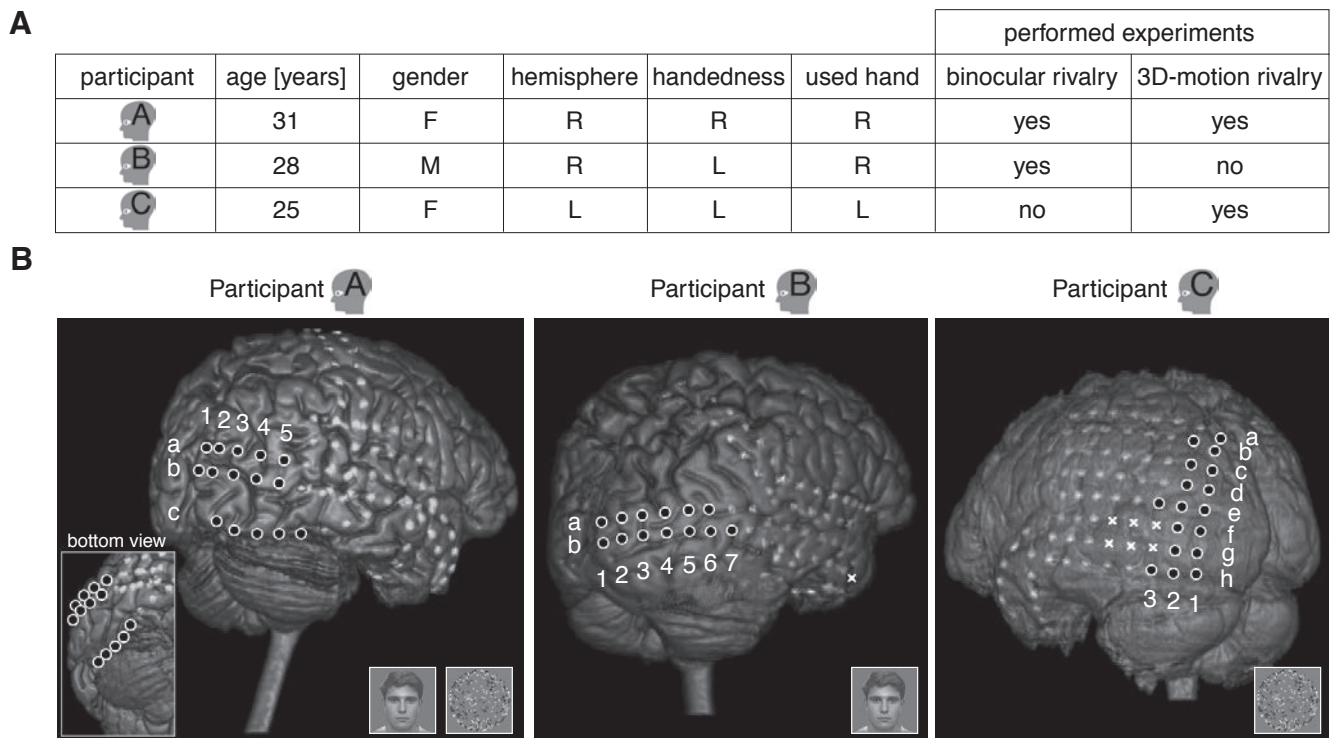 A
performed experiments
participant age [years] gender hemisphere handedness used hand binocular rivalry 3D-motion rivalry
A 31 F R R R yes yes
B 28 M R L R yes no
C 25 F L L L no yes
B
Participant A Participant B Participant C
1 2 3 4 5
a
b
c
bottom view
a
b
1 2 3 4 5 6 7
a
b
c
d
e
f
g
h
3 2 1